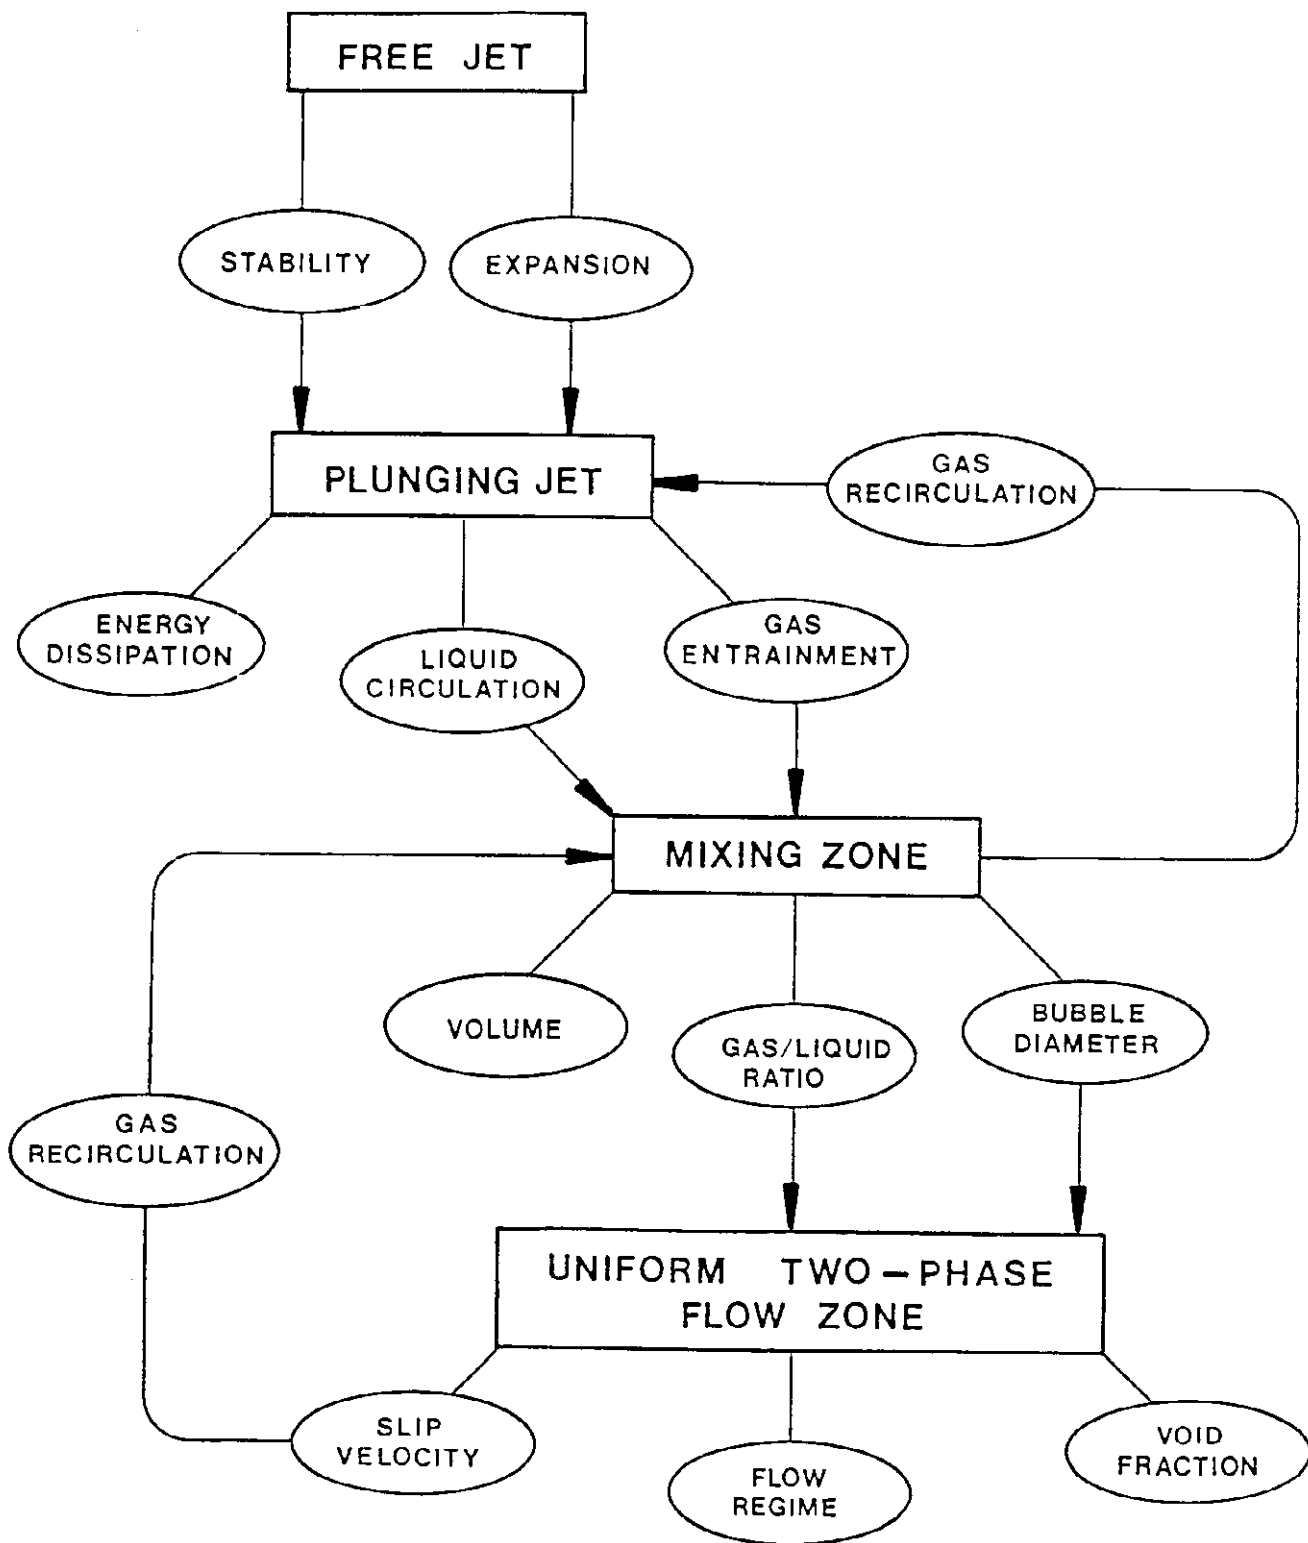 FREE JET
STABILITY
EXPANSION
PLUNGING JET
GAS
RECIRCULATION
ENERGY
DISSIPATION
LIQUID
CIRCULATION
GAS
ENTRAINMENT
MIXING ZONE
VOLUME
GAS/LIQUID
RATIO
BUBBLE
DIAMETER
GAS
RECIRCULATION
UNIFORM TWO-PHASE
FLOW ZONE
SLIP
VELOCITY
FLOW
REGIME
VOID
FRACTION